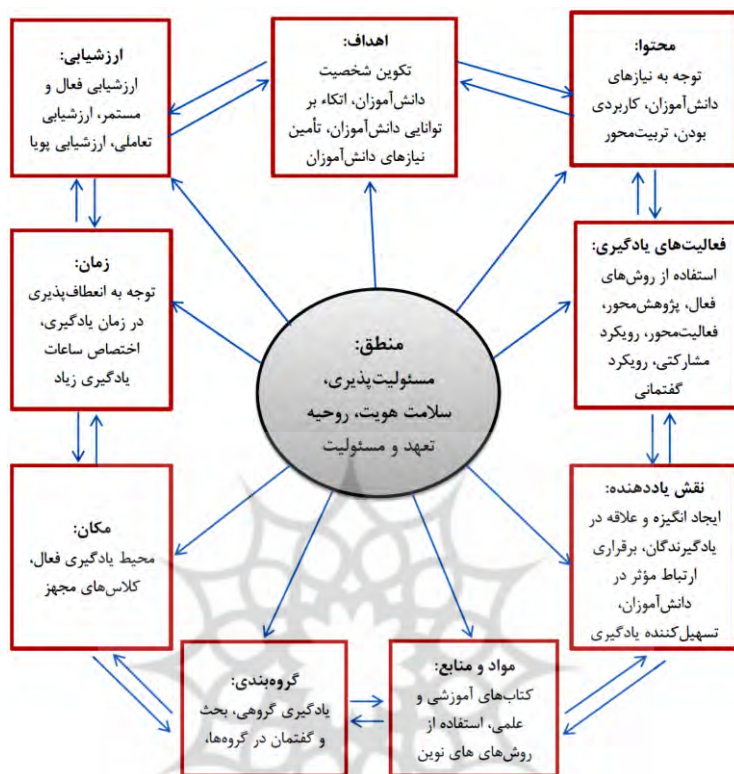 اهداف:
تکوین شخصیت
دانش‌آموزان، اتکاء بر
توانایی دانش‌آموزان، تأمین
نیازهای دانش‌آموزان
محتوا:
توجه به نیازهای
دانش‌آموزان، کاربردی
بودن، تربیت‌محور
فعالیت‌های یادگیری:
استفاده از روش‌های
فعال، پژوهش‌محور،
فعالیت‌محور، رویکرد
مشارکتی، رویکرد
گفتمانی
نقش یاددهنده:
ایجاد انگیزه و علاقه در
یادگیرندگان، برقراری
ارتباط مؤثر در
دانش‌آموزان،
تسهیل‌کننده یادگیری
مواد و منابع:
کتاب‌های آموزشی و
علمی، استفاده از
روش‌های های نوین
گروه‌بندی:
یادگیری گروهی، بحث
و گفتمان در گروه‌ها،
مکان:
محیط یادگیری فعال،
کلاس‌های مجهز
زمان:
توجه به انعطاف‌پذیری
در زمان یادگیری،
اختصاص ساعات
یادگیری زیاد
ارزشیابی:
ارزشیابی فعال و
مستمر، ارزشیابی
تعاملی، ارزشیابی پویا
منطق:
مسئولیت‌پذیری،
سلامت هویت، روحیه
تعهد و مسئولیت